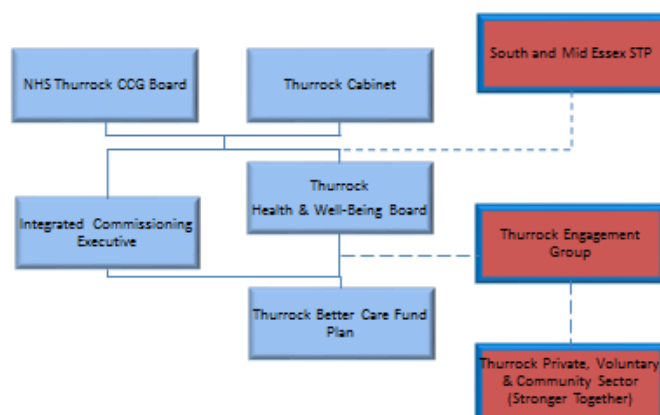 South and Mid Essex STP
NHS Thurrock CCG Board
Thurrock Cabinet
Thurrock
Health & Well-Being Board
Integrated Commissioning
Executive
Thurrock Engagement
Group
Thurrock Better Care Fund
Plan
Thurrock Private, Voluntary
& Community Sector
(Stronger Together)